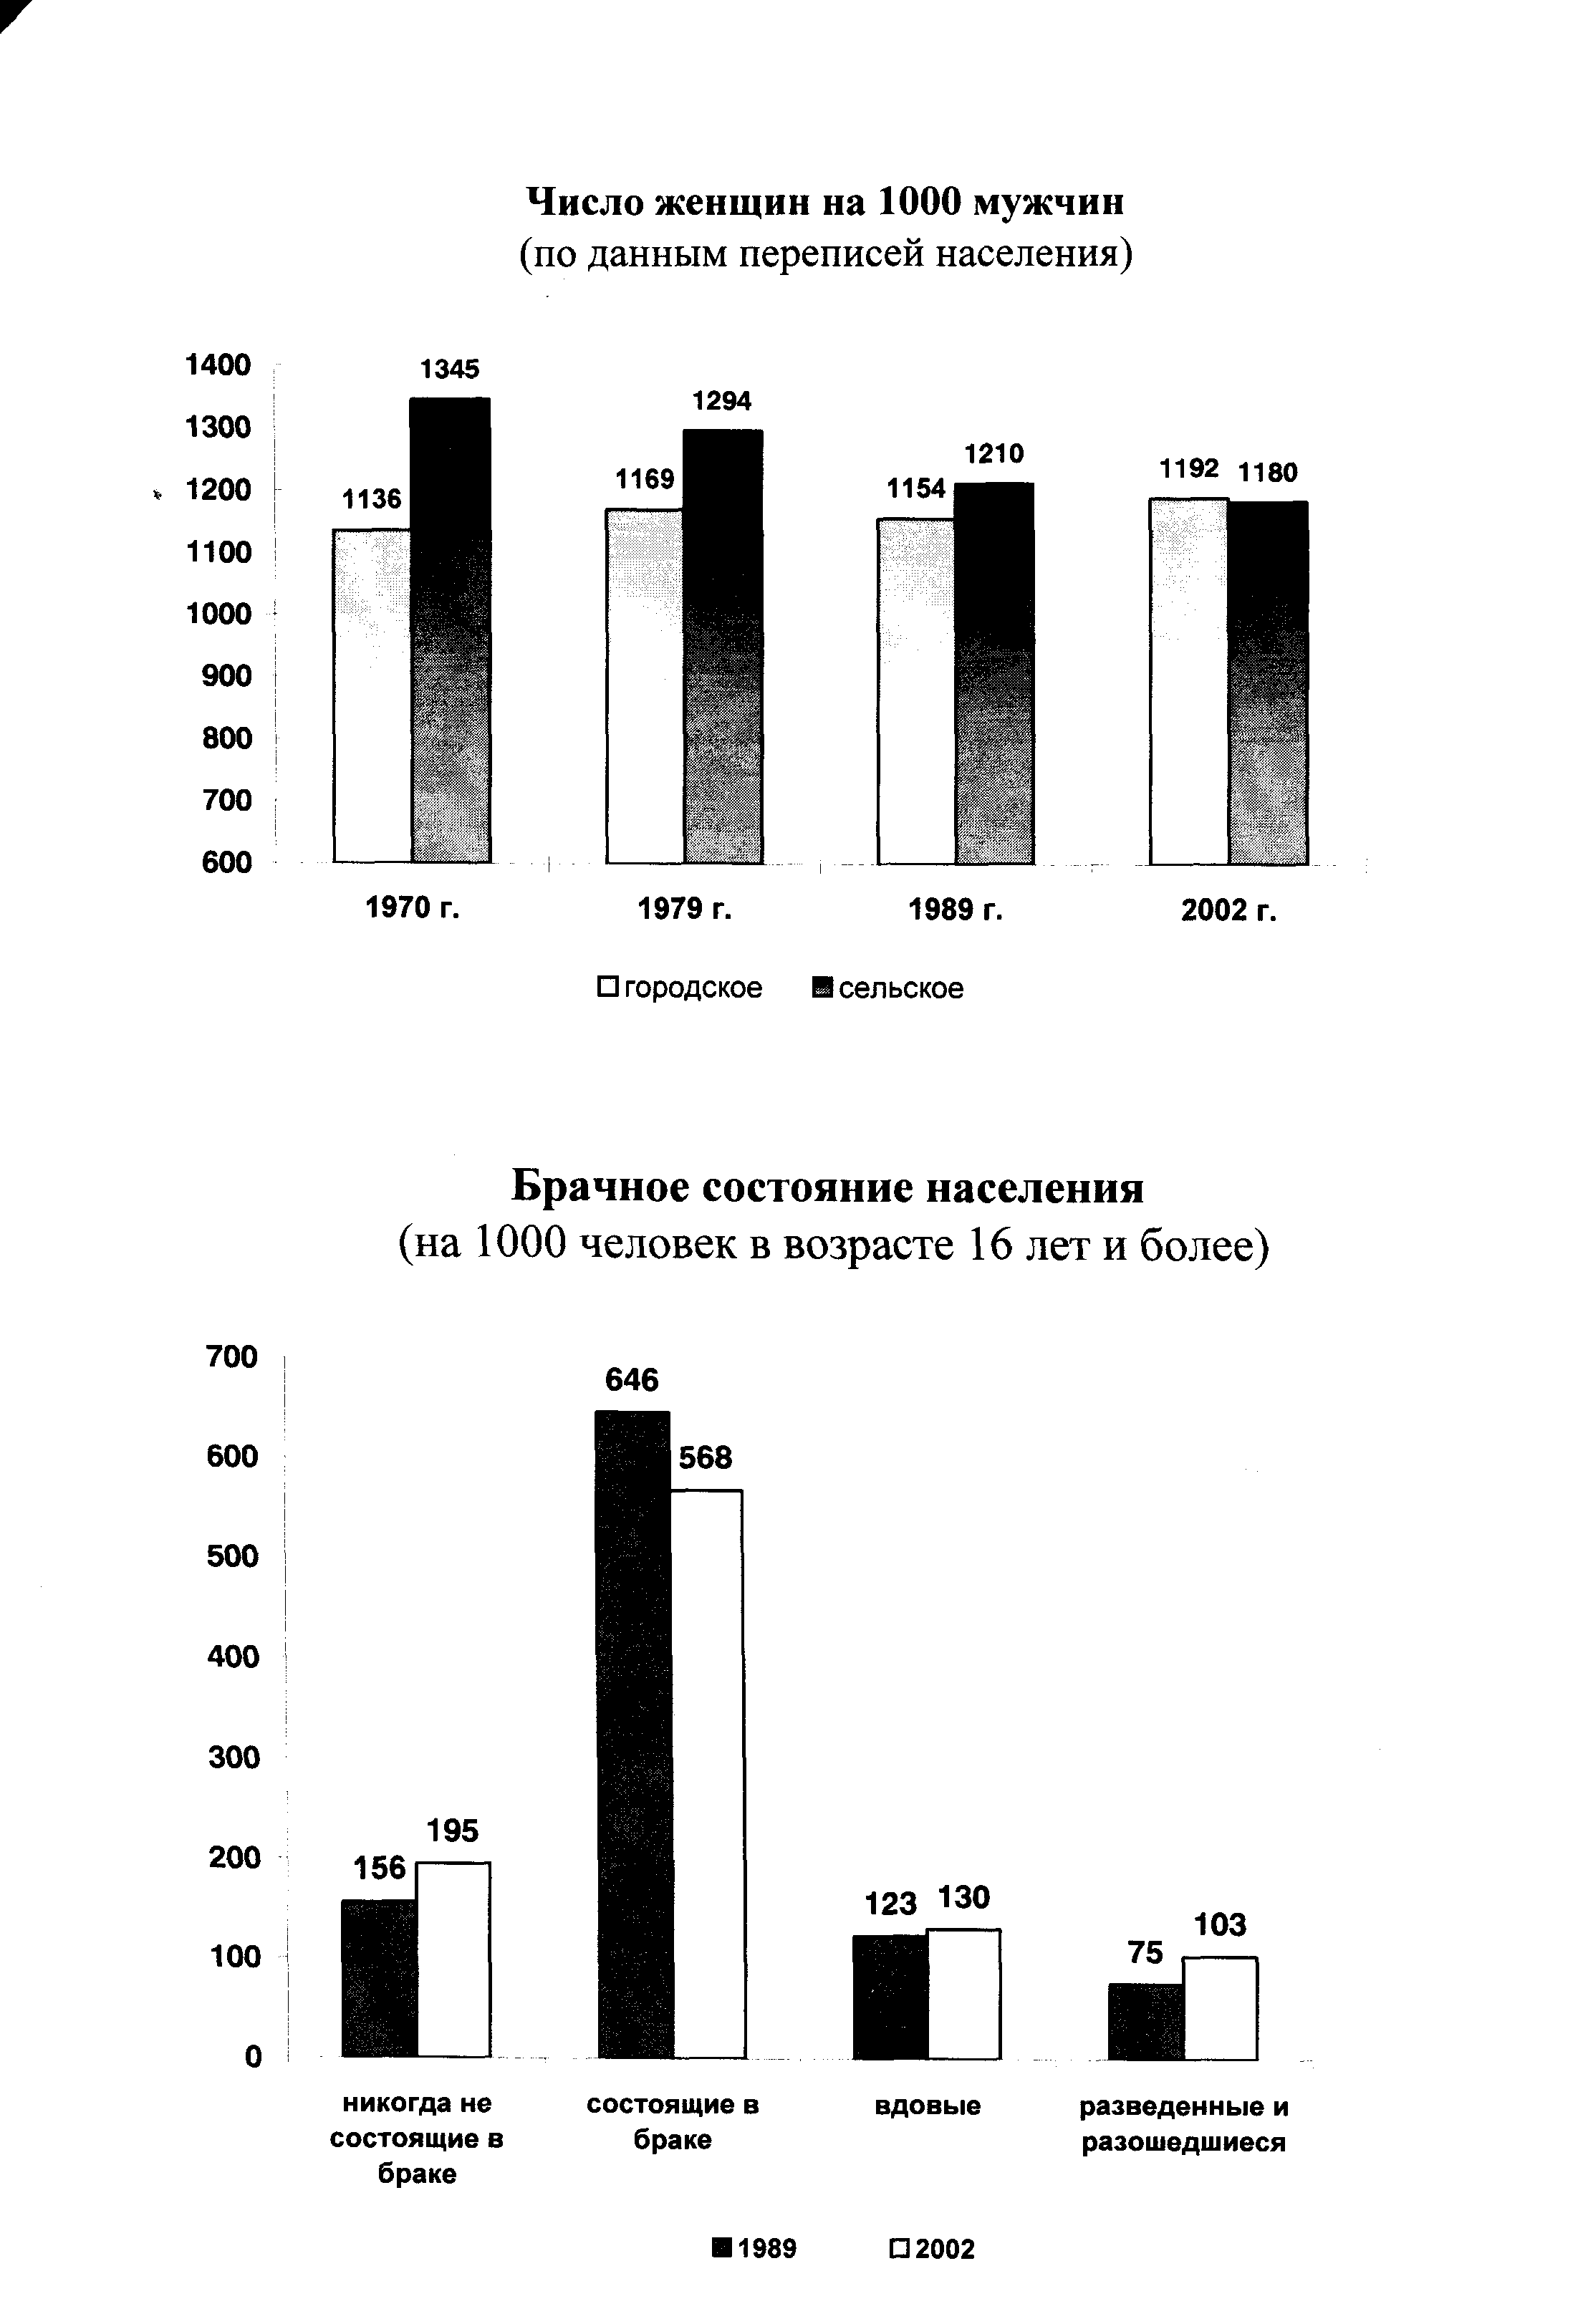 Число женщин на 1000 мужчин
(по данным переписей населения)
1400
1300
1200
1100
1000
900
800
700
600
1136
1345
1169
1294
1154
1210
1192
1180
1970 г.
1979 г.
1989 г.
2002 г.
городское сельское
Брачное состояние населения
(на 1000 человек в возрасте 16 лет и более)
700
600
500
400
300
200
100
0
156
195
646
568
123
130
75
103
никогда не
состоящие в
браке
состоящие в
браке
вдовые
разведенные и
разошедшиеся
1989 2002